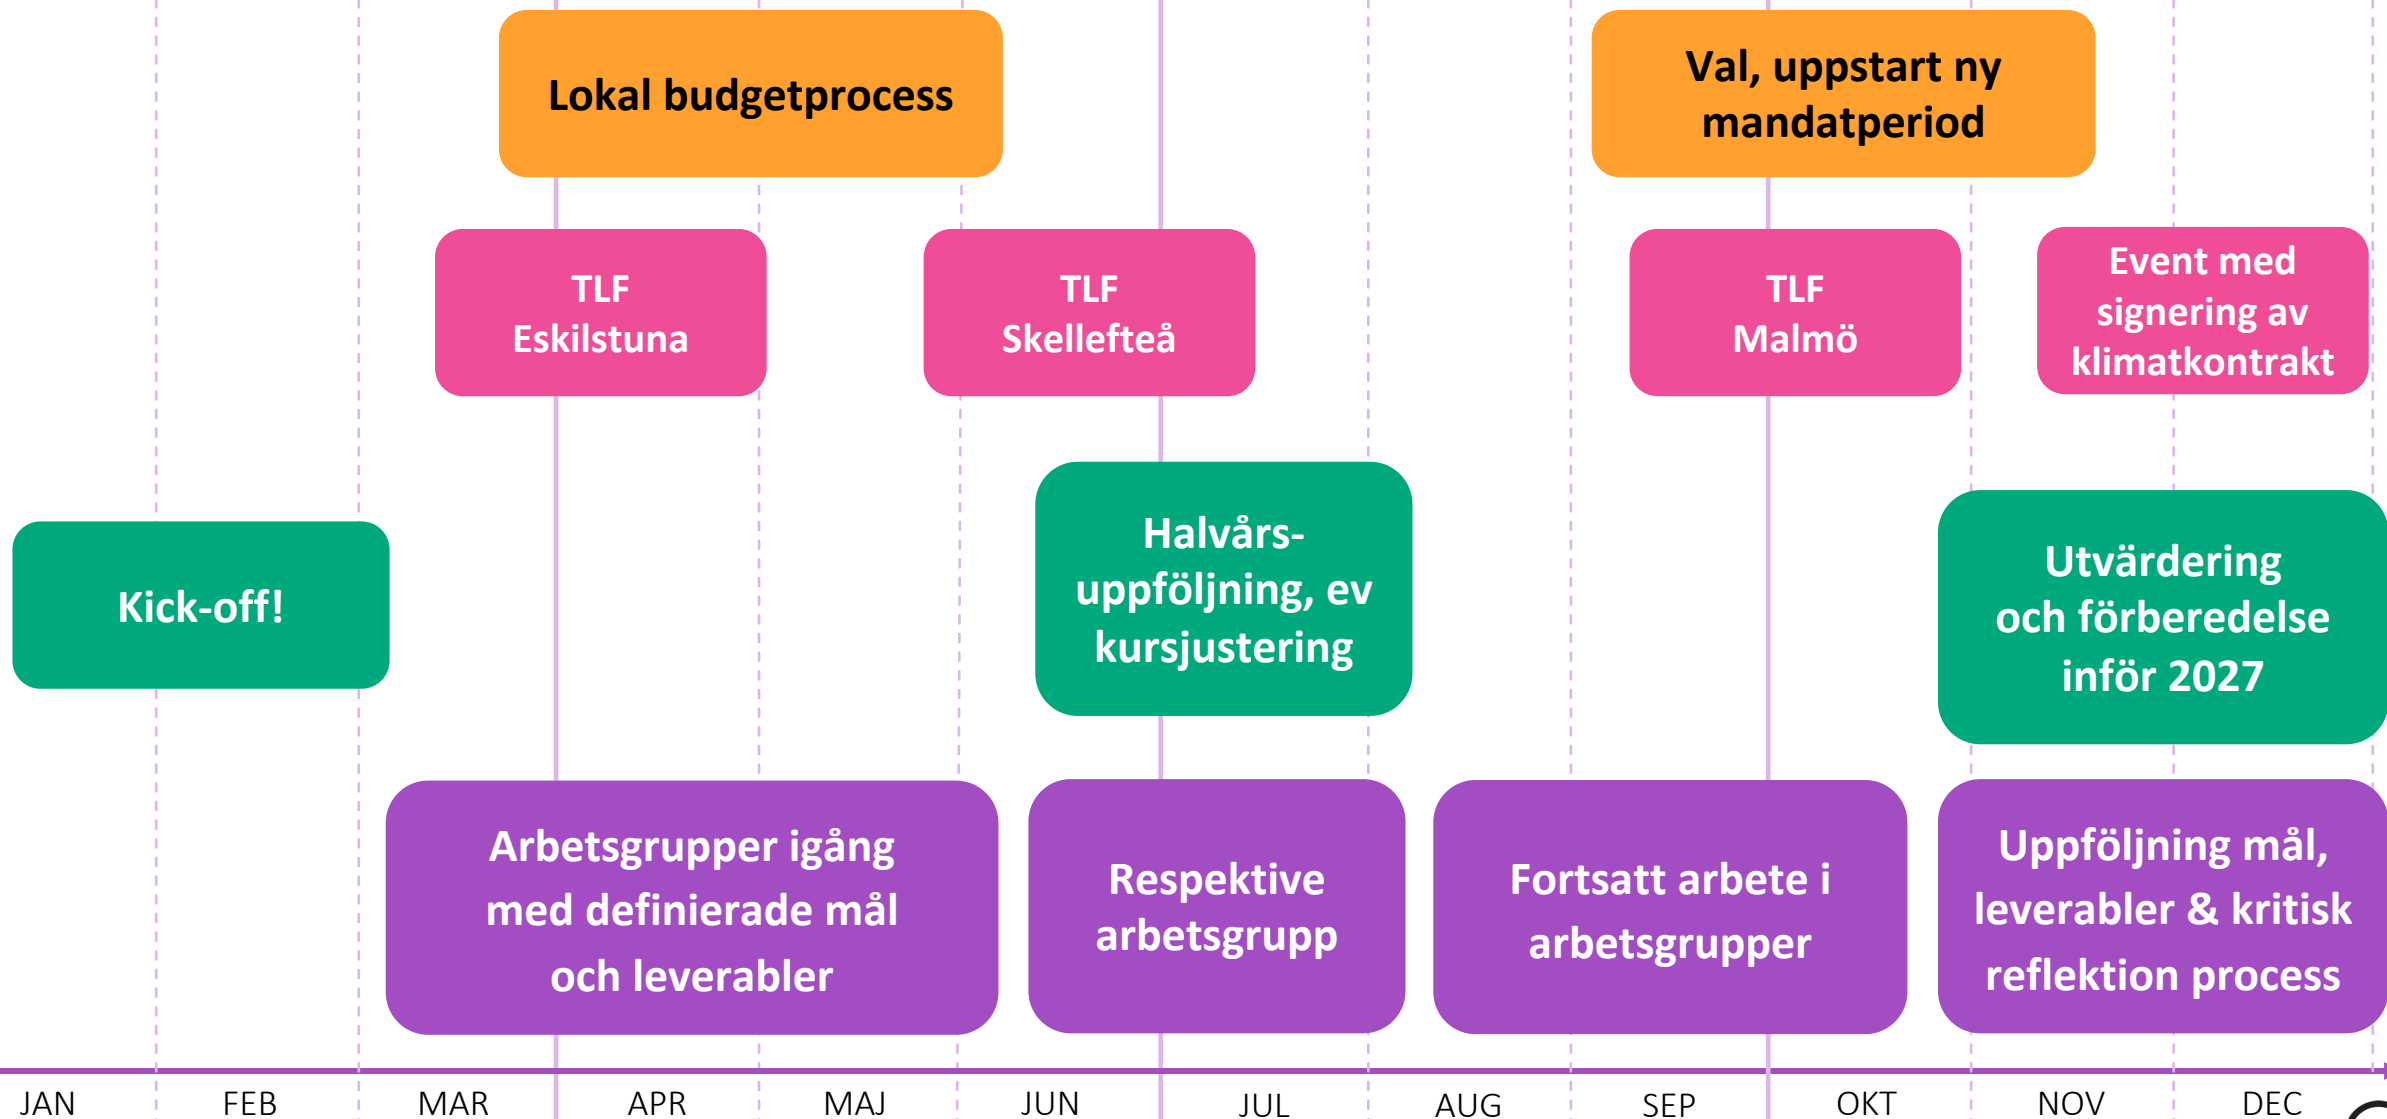 Lokal budgetprocess
Val, uppstart ny
mandatperiod
TLF
Eskilstuna
TLF
Skellefteå
TLF
Malmö
Event med
signering av
klimatkontrakt
Kick-off!
Halvårs-
uppföljning, ev
kursjustering
Utvärdering
och förberedelse
inför 2027
Arbetsgrupper igång
med definierade mål
och leverabler
Respektive
arbetsgrupp
Fortsatt arbete i
arbetsgrupper
Uppföljning mål,
leverabler & kritisk
reflektion process
JAN FEB MAR APR MAJ JUN JUL AUG SEP OKT NOV DEC